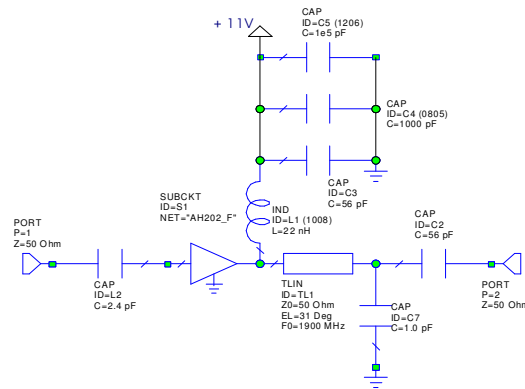 CAP
ID=C5 (1206)
C=1e5 pF
+ 11V
CAP
ID=C4 (0805)
C=1000 pF
CAP
ID=C3
C=56 pF
SUBCKT
ID=S1
NET="AH202_F"
IND
ID=L1 (1008)
L=22 nH
PORT
P=1
Z=50 Ohm
CAP
ID=L2
C=2.4 pF
TLIN
ID=TL1
Z0=50 Ohm
EL=31 Deg
F0=1900 MHz
CAP
ID=C2
C=56 pF
CAP
ID=C7
C=1.0 pF
PORT
P=2
Z=50 Ohm